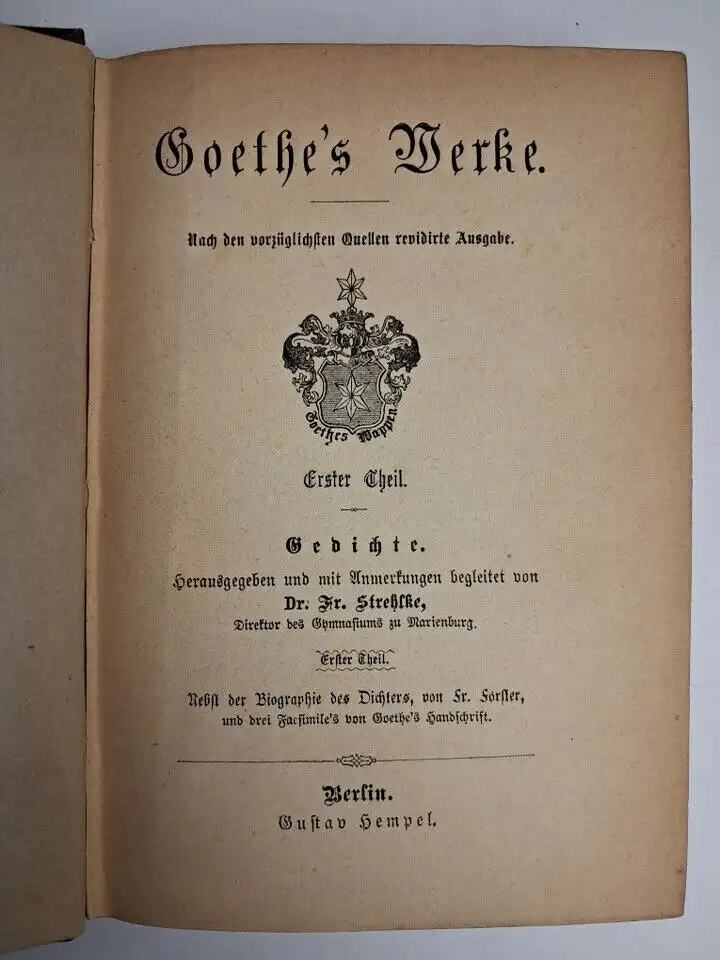 Goethe's Werke.
Nach den vorzüglichsten Quellen revidirte Ausgabe.
Goethes Wappen
Erster Theil.
Gedichte.
Herausgegeben und mit Anmerkungen begleitet von
Dr. Fr. Strehlke,
Direktor des Gymnasiums zu Marienburg.
Erster Theil.
Nebst der Biographie des Dichters, von Fr. Förster,
und drei Facsimile's von Goethe's Handschrift.
Berlin.
Gustav Hempel.